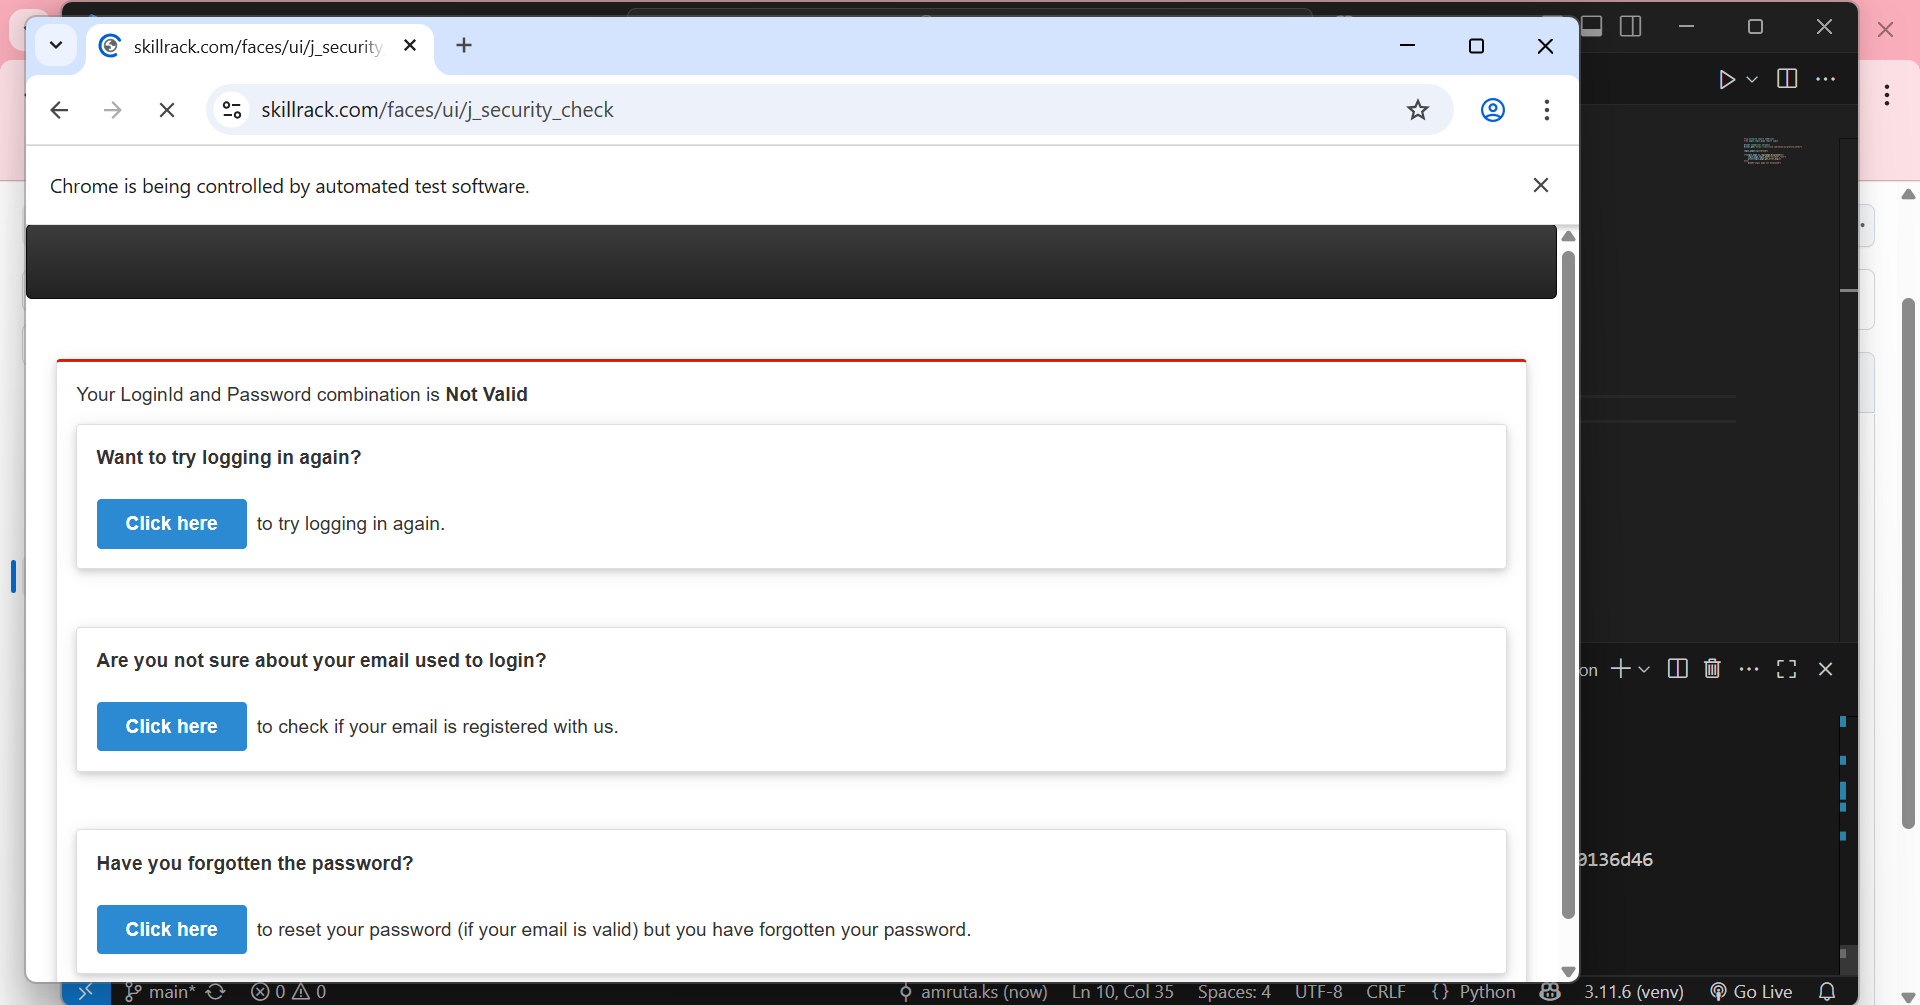 skillrack.com/faces/ui/j_security
skillrack.com/faces/ui/j_security_check
Chrome is being controlled by automated test software.
Your LoginId and Password combination is Not Valid
Want to try logging in again?
Click here to try logging in again.
Are you not sure about your email used to login?
Click here to check if your email is registered with us.
Have you forgotten the password?
Click here to reset your password (if your email is valid) but you have forgotten your password.
on
0136d46
main* 0 0 amruta.ks (now) Ln 10, Col 35 Spaces: 4 UTF-8 CRLF {} Python 3.11.6 (venv) Go Live